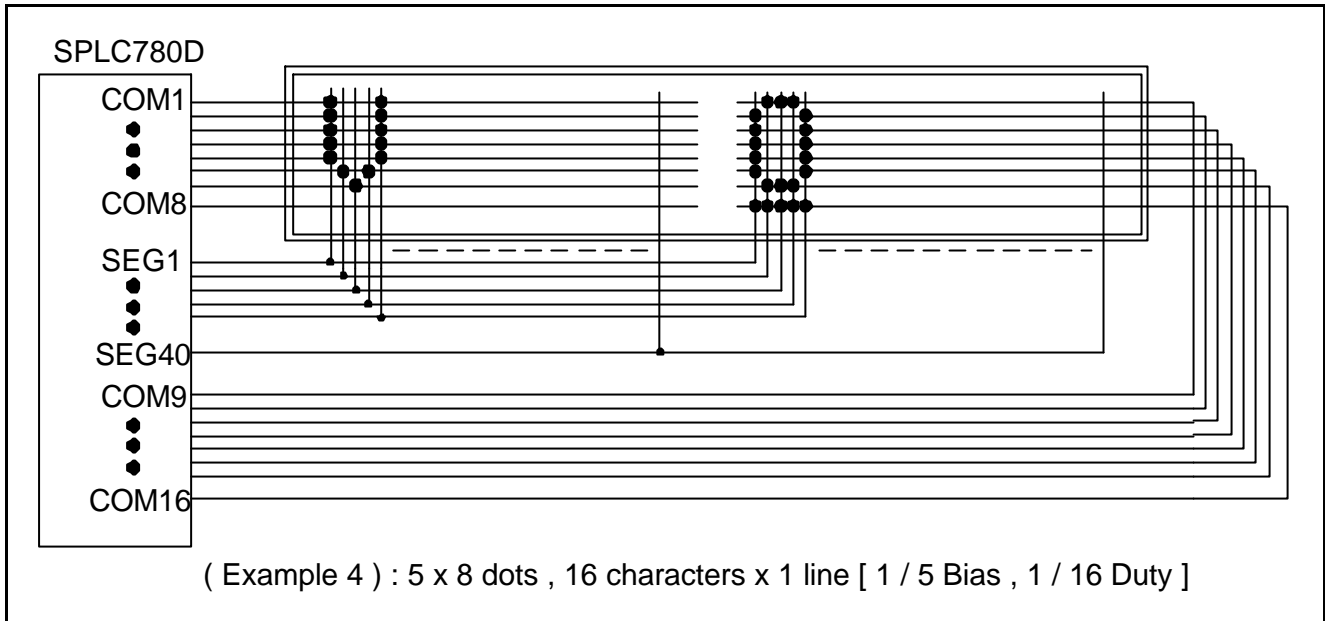 SPLC780D
COM1
COM8
SEG1
SEG40
COM9
COM16
( Example 4 ) : 5 x 8 dots , 16 characters x 1 line [ 1 / 5 Bias , 1 / 16 Duty ]